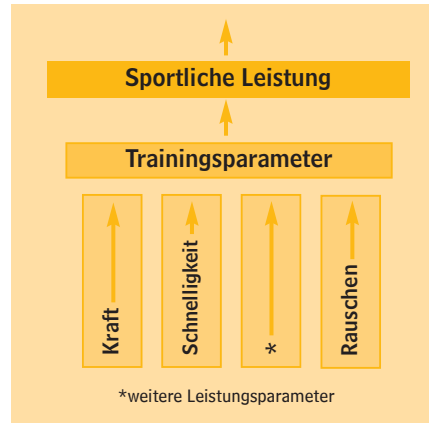 Sportliche Leistung
Trainingsparameter
Kraft
Schnelligkeit
*
Rauschen
*weitere Leistungsparameter